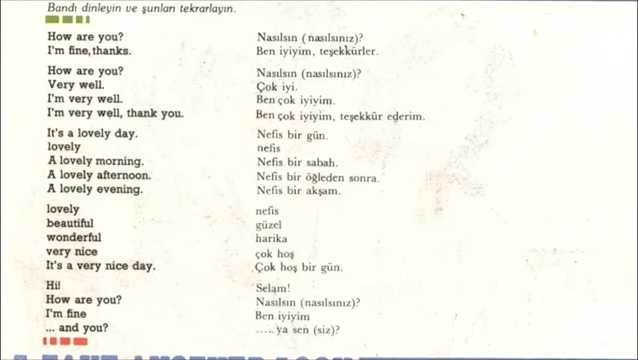 Bandı dinleyin ve şunları tekrarlayın.
How are you? Nasılsın (nasılsınız)?
I'm fine, thanks. Ben iyiyim, teşekkürler.
How are you? Nasılsın (nasılsınız)?
Very well. Çok iyi.
I'm very well. Ben çok iyiyim.
I'm very well, thank you. Ben çok iyiyim, teşekkür ederim.
It's a lovely day. Nefis bir gün.
lovely nefis
A lovely morning. Nefis bir sabah.
A lovely afternoon. Nefis bir öğleden sonra.
A lovely evening. Nefis bir akşam.
lovely nefis
beautiful güzel
wonderful harika
very nice çok hoş
It's a very nice day. Çok hoş bir gün.
Hi! Selam!
How are you? Nasılsın (nasılsınız)?
I'm fine Ben iyiyim
... and you? ..... ya sen (siz)?